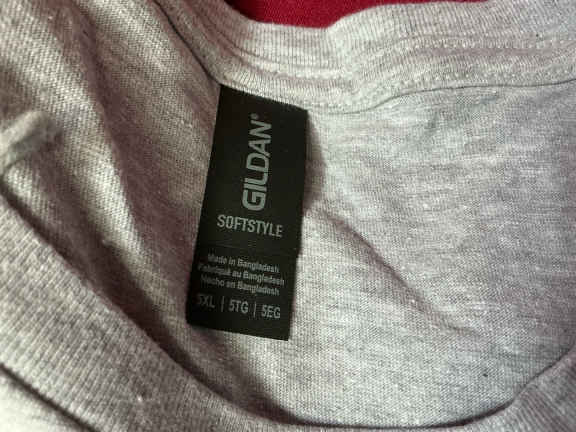 GILDAN®
SOFTSTYLE
Made in Bangladesh
Fabriqué au Bangladesh
Hecho en Bangladesh
5XL | 5TG | 5EG